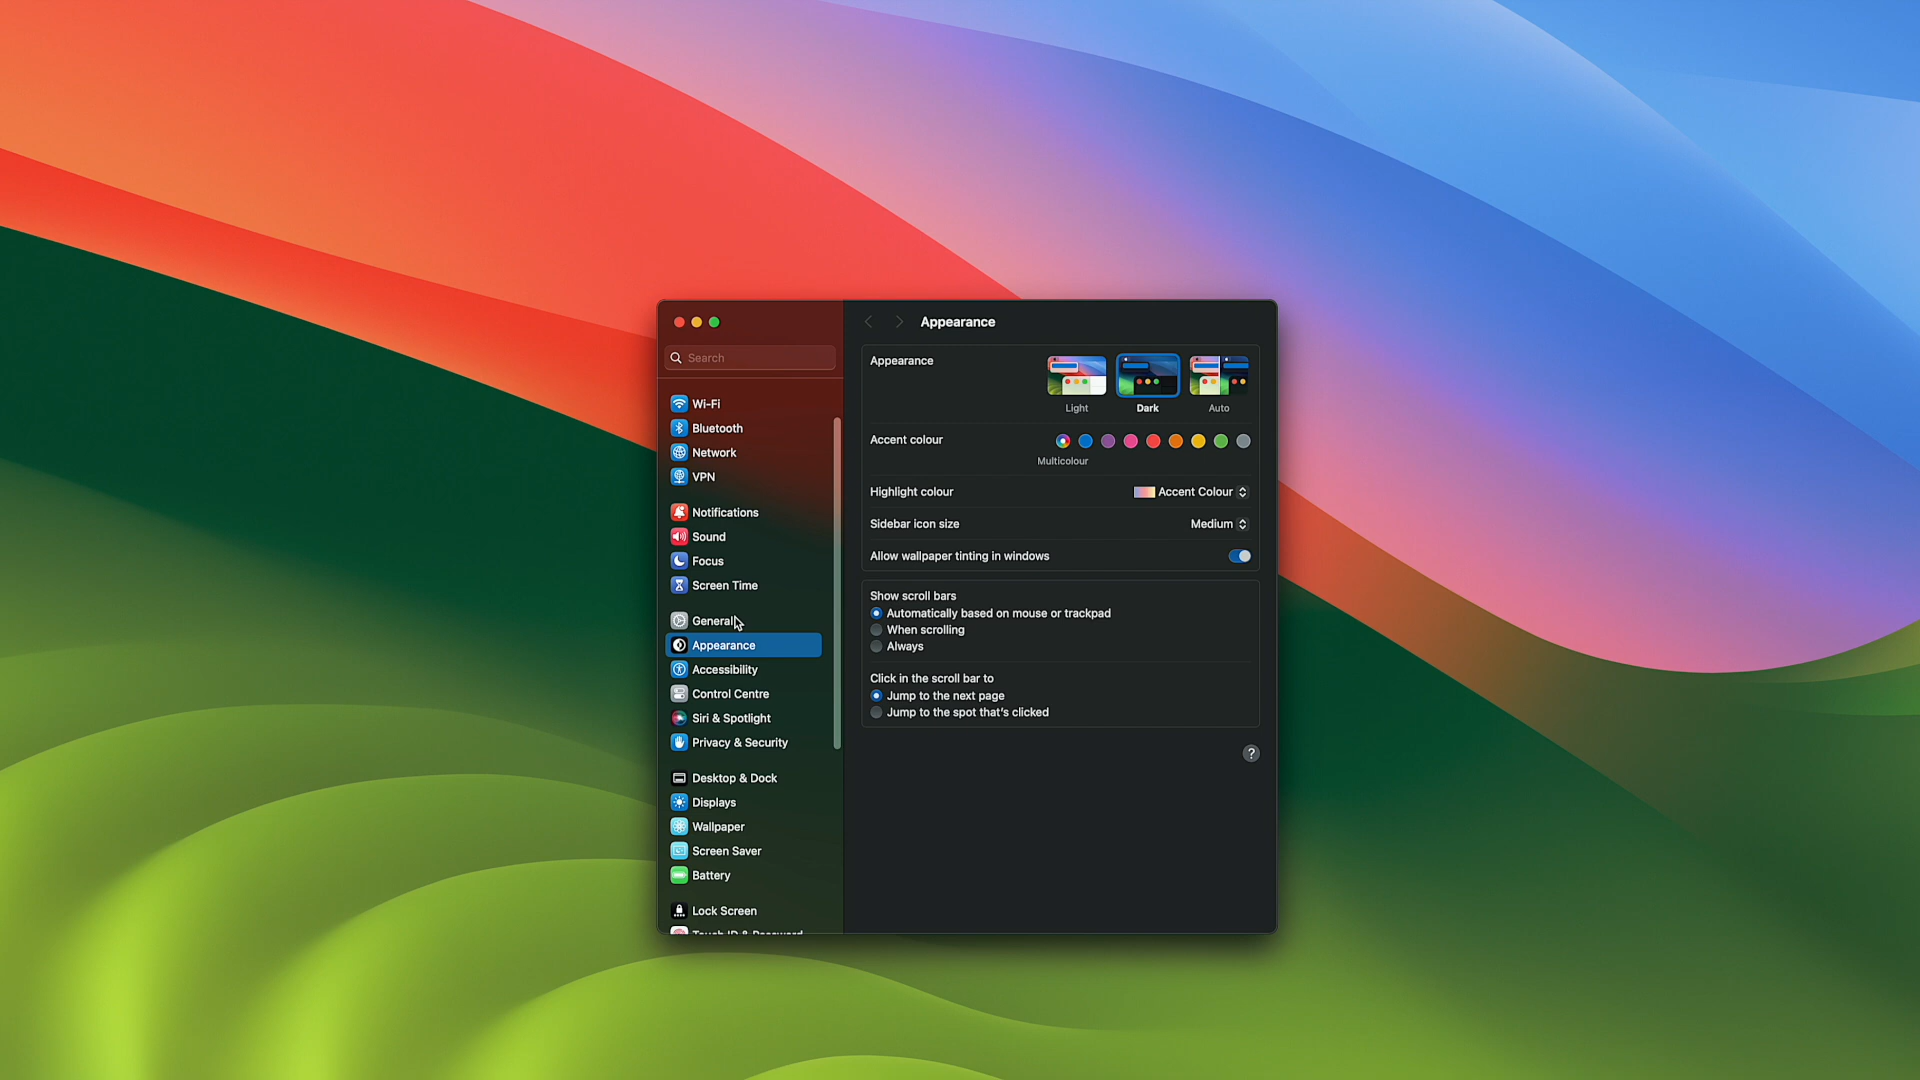 Search
Wi-Fi
Bluetooth
Network
VPN
Notifications
Sound
Focus
Screen Time
General
Appearance
Accessibility
Control Centre
Siri & Spotlight
Privacy & Security
Desktop & Dock
Displays
Wallpaper
Screen Saver
Battery
Lock Screen
Touch ID & Password
Appearance
Appearance
Light
Dark
Auto
Accent colour
Multicolour
Highlight colour
Accent Colour
Sidebar icon size
Medium
Allow wallpaper tinting in windows
Show scroll bars
Automatically based on mouse or trackpad
When scrolling
Always
Click in the scroll bar to
Jump to the next page
Jump to the spot that's clicked
?